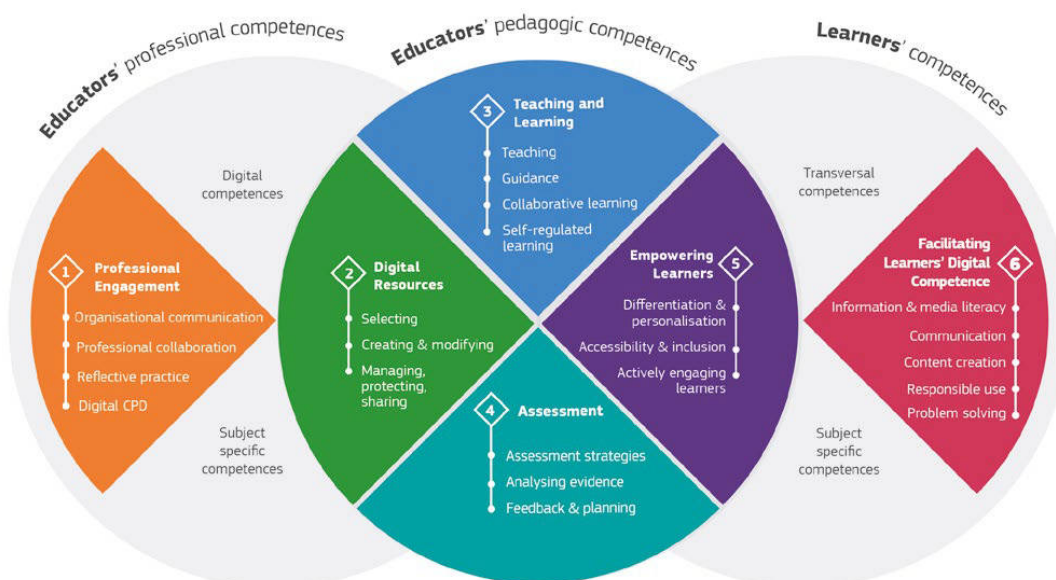 Educators' professional competences
Educators' pedagogic competences
Learners' competences
Digital
competences
Transversal
competences
Subject
specific
competences
Subject
specific
competences
1
Professional
Engagement
Organisational communication
Professional collaboration
Reflective practice
Digital CPD
2
Digital
Resources
Selecting
Creating & modifying
Managing,
protecting,
sharing
3
Teaching and
Learning
Teaching
Guidance
Collaborative learning
Self-regulated
learning
4
Assessment
Assessment strategies
Analysing evidence
Feedback & planning
Empowering
Learners
5
Differentiation &
personalisation
Accessibility & inclusion
Actively engaging
learners
Facilitating
Learners' Digital
Competence
6
Information & media literacy
Communication
Content creation
Responsible use
Problem solving